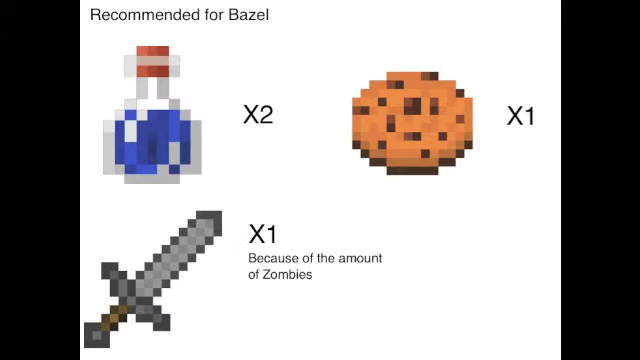 Recommended for Bazel
X2
X1
X1
Because of the amount
of Zombies